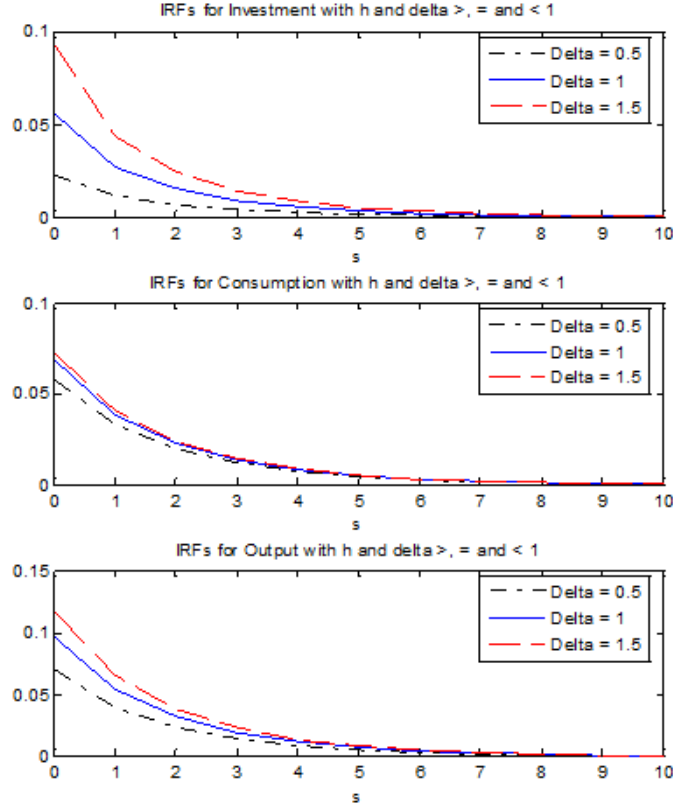 IRFs for Investment with h and delta >, = and < 1
0.1
0.05
0
Delta = 0.5
Delta = 1
Delta = 1.5
0 1 2 3 4 5 6 7 8 9 10
s
IRFs for Consumption with h and delta >, = and < 1
0.1
0.05
0
Delta = 0.5
Delta = 1
Delta = 1.5
0 1 2 3 4 5 6 7 8 9 10
s
IRFs for Output with h and delta >, = and < 1
0.15
0.1
0.05
0
Delta = 0.5
Delta = 1
Delta = 1.5
0 1 2 3 4 5 6 7 8 9 10
s